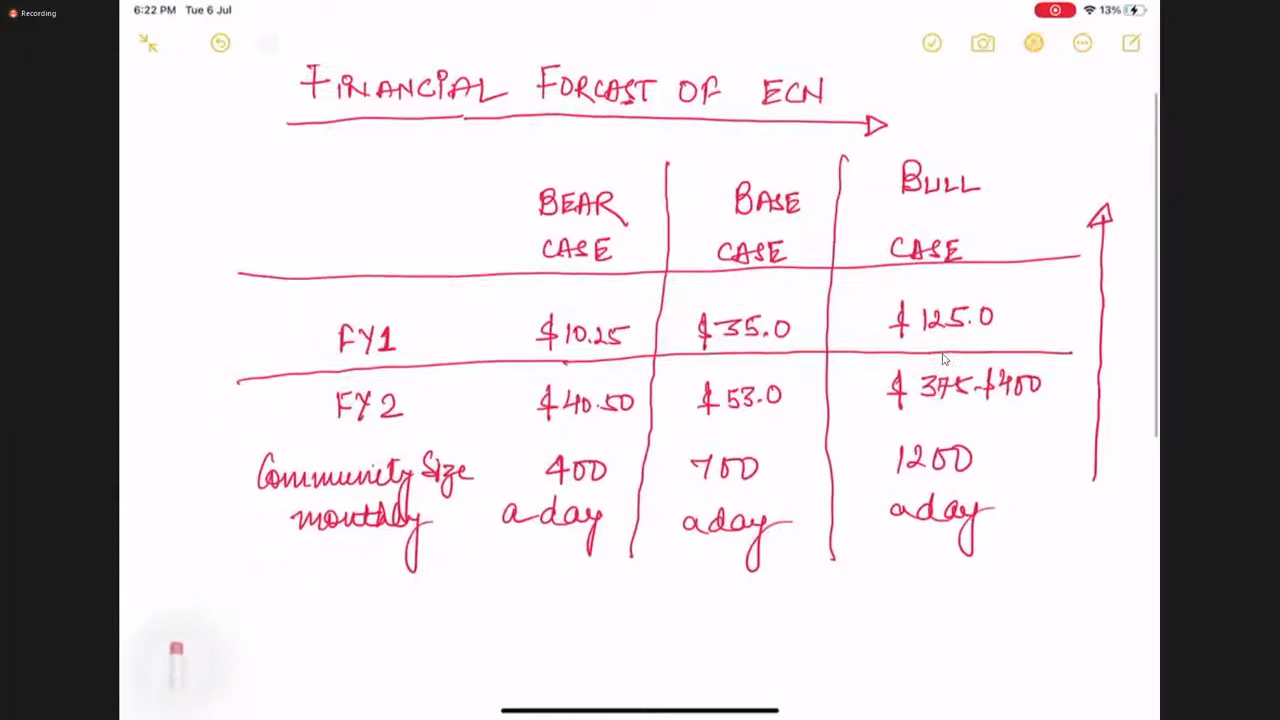 Recording
6:22 PM Tue 6 Jul
13%
FINANCIAL FORCAST OF ECN
BEAR CASE BASE CASE BULL CASE
FY1 $10.25 $35.0 $125.0
FY2 $40.50 $53.0 $375-$400
Community Size 400 700 1200
monthly a day a day a day